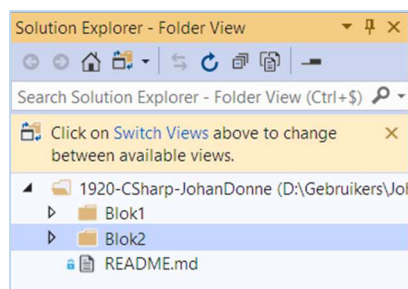 Solution Explorer - Folder View
Search Solution Explorer - Folder View (Ctrl+$)
Click on Switch Views above to change
between available views.
1920-CSharp-JohanDonne (D:\Gebruikers\Joh
Blok1
Blok2
README.md